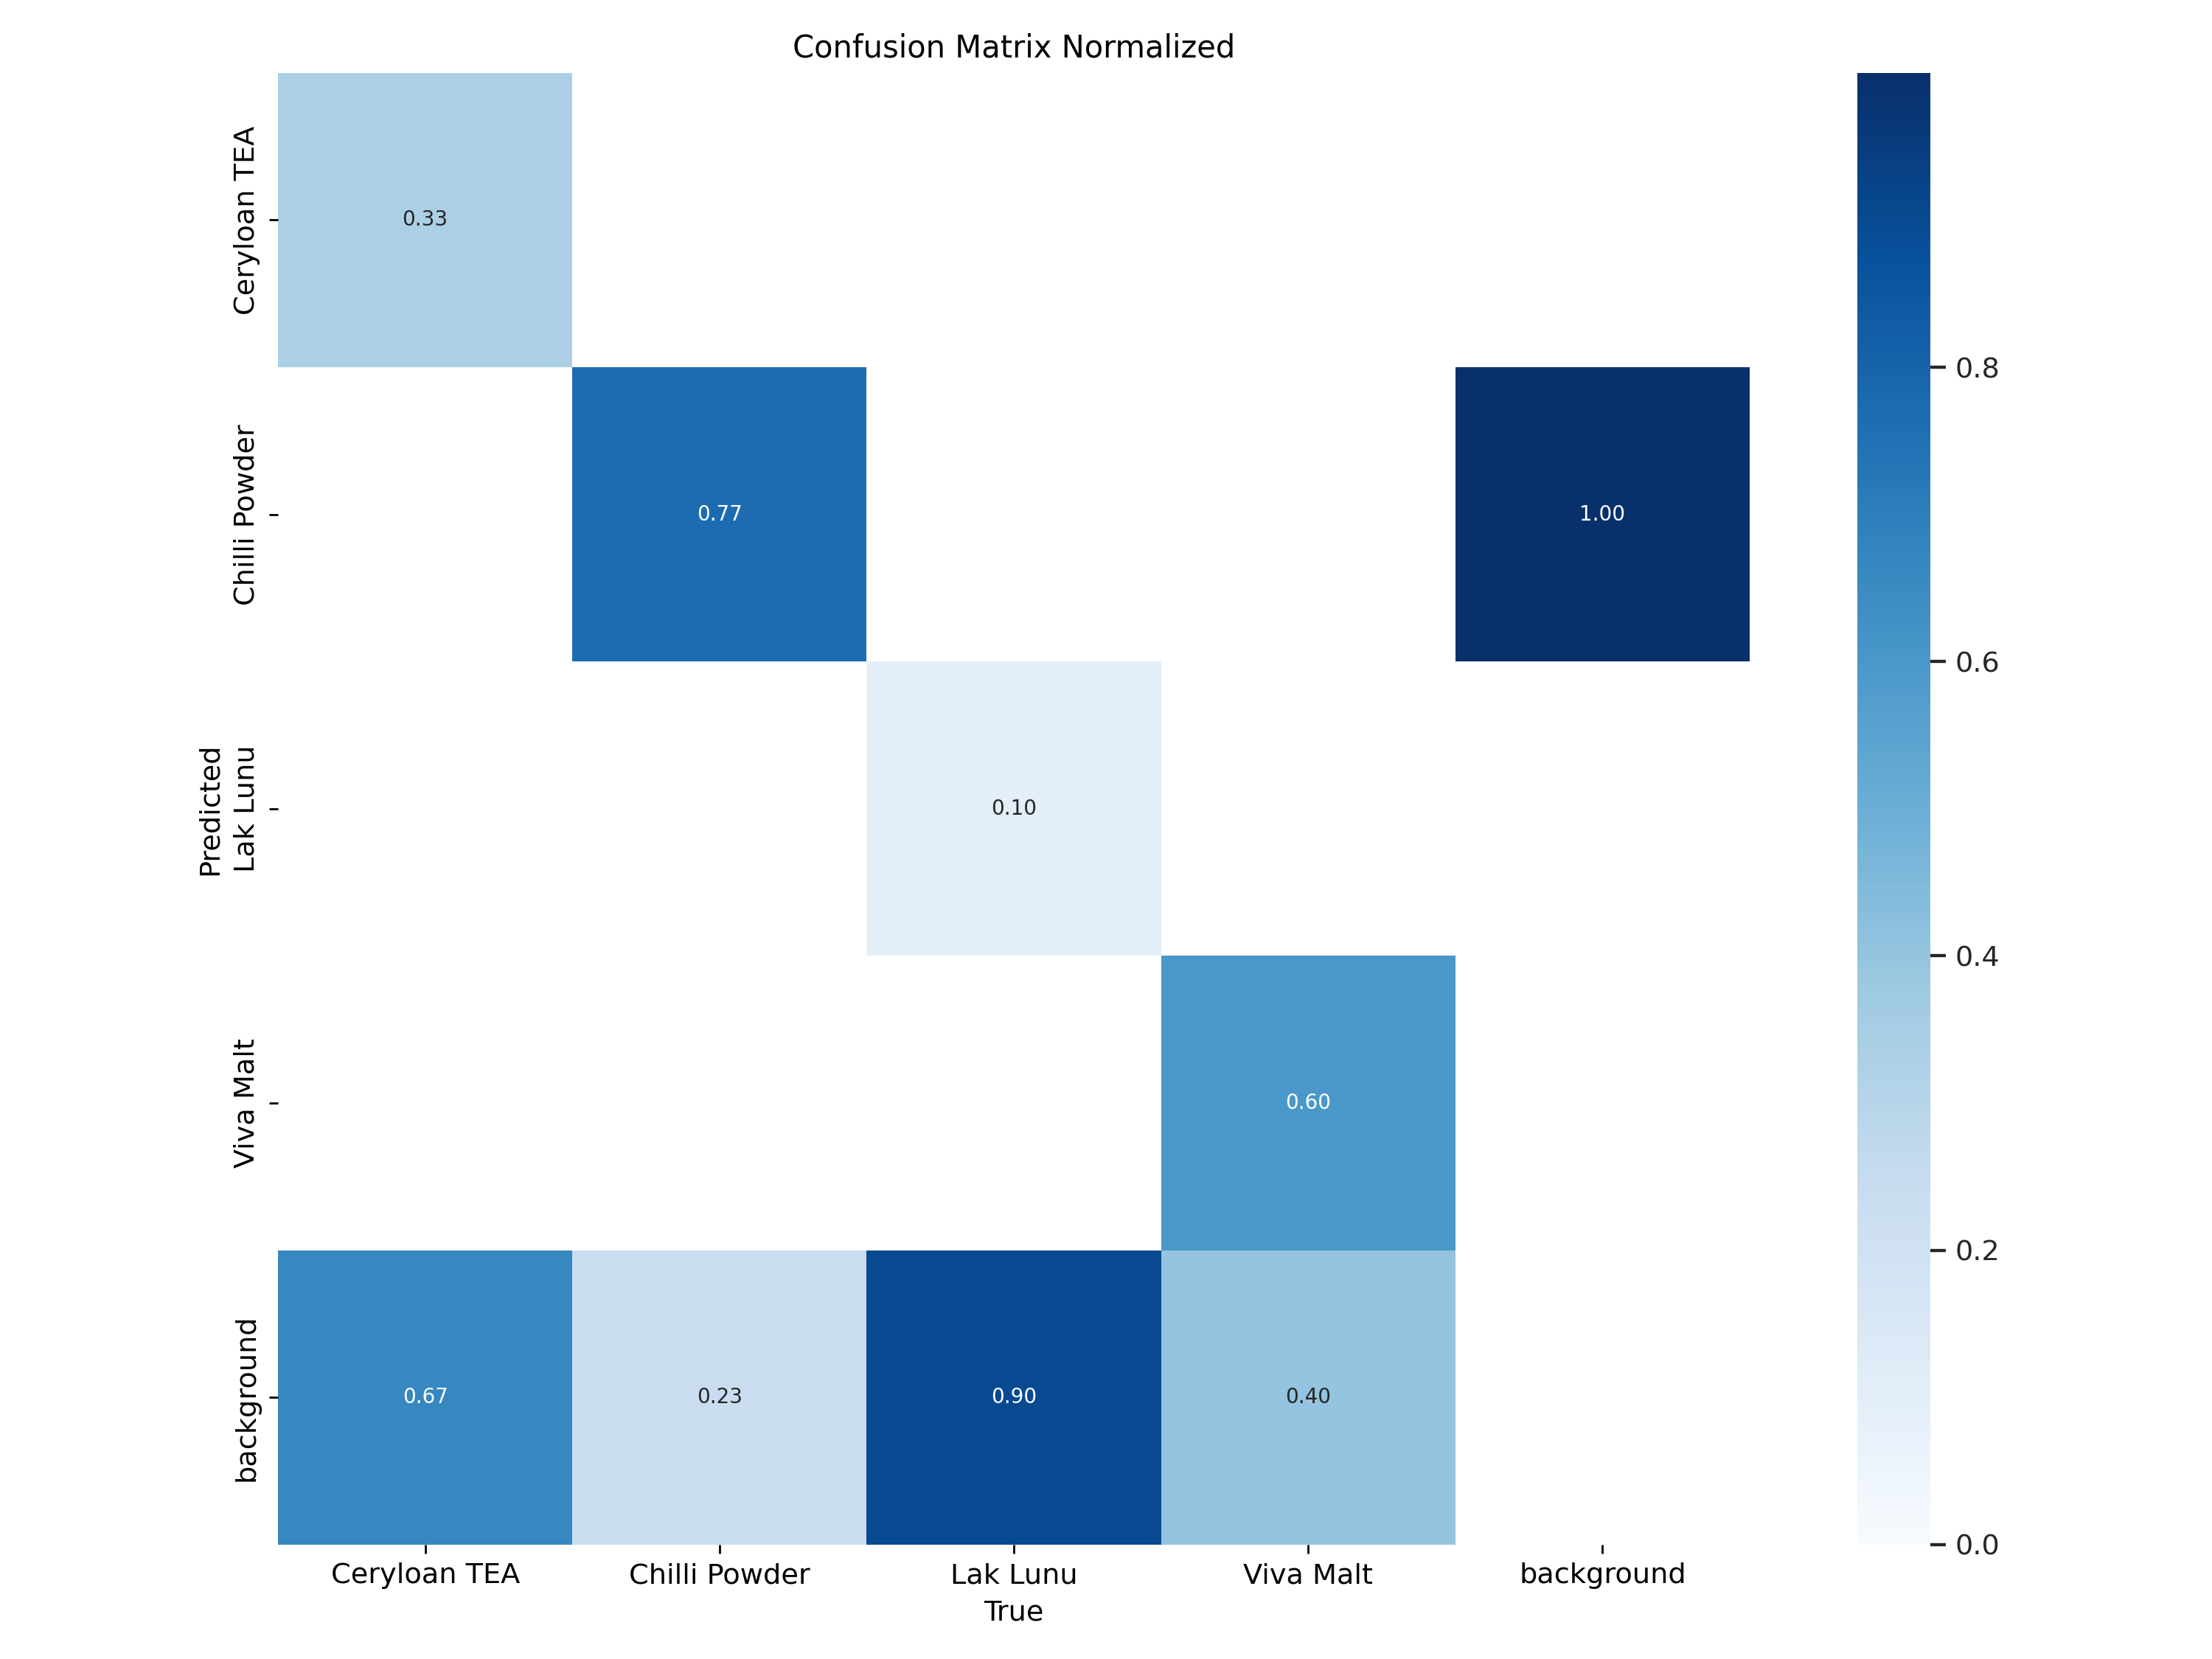 Confusion Matrix Normalized
Predicted
Ceryloan TEA
Chilli Powder
Lak Lunu
Viva Malt
background
0.33
0.77
1.00
0.10
0.60
0.67
0.23
0.90
0.40
Ceryloan TEA
Chilli Powder
Lak Lunu
Viva Malt
background
True
0.8
0.6
0.4
0.2
0.0